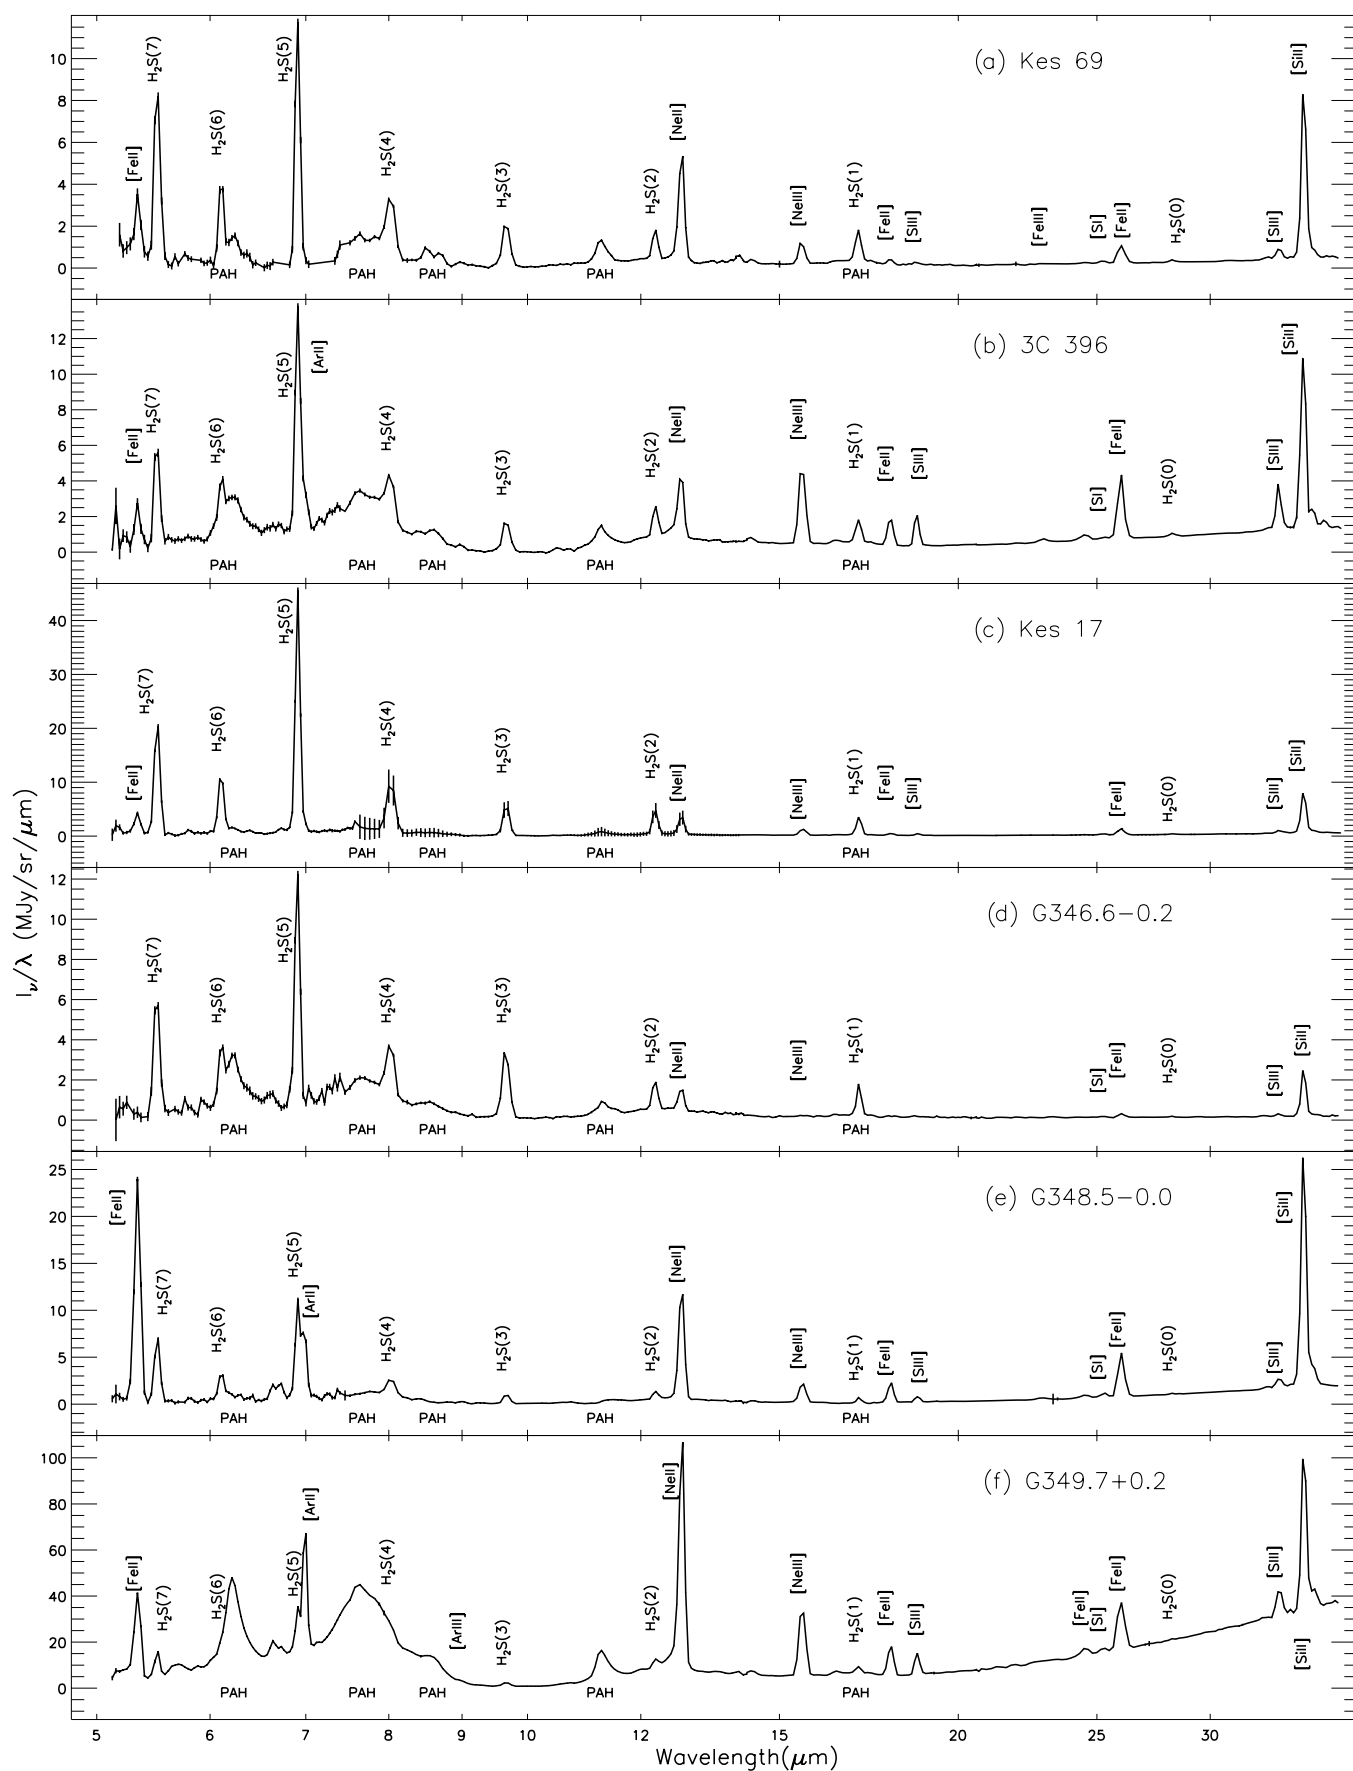 (a) Kes 69
[FeII] H₂S(7) H₂S(6) H₂S(5) H₂S(4) H₂S(3) H₂S(2) [NeII] [NeIII] H₂S(1) [FeII] [SIII] [FeIII] [SI] [FeII] H₂S(0) [SIII] [SiII]
10
8
6
4
2
0
PAH PAH PAH PAH PAH
(b) 3C 396
[FeII] H₂S(7) H₂S(6) H₂S(5) [ArII] H₂S(4) H₂S(3) H₂S(2) [NeII] [NeIII] H₂S(1) [FeII] [SIII] [SI] [FeII] H₂S(0) [SIII] [SiII]
12
10
8
6
4
2
0
PAH PAH PAH PAH PAH
(c) Kes 17
[FeII] H₂S(7) H₂S(6) H₂S(5) H₂S(4) H₂S(3) H₂S(2) [NeII] [NeIII] H₂S(1) [FeII] [SIII] [FeII] H₂S(0) [SIII] [SiII]
40
30
20
10
0
PAH PAH PAH PAH PAH
Iν/λ (MJy/sr/μm)
(d) G346.6−0.2
H₂S(7) H₂S(6) H₂S(5) H₂S(4) H₂S(3) H₂S(2) [NeII] [NeIII] H₂S(1) [SI] [FeII] H₂S(0) [SIII] [SiII]
12
10
8
6
4
2
0
PAH PAH PAH PAH PAH
(e) G348.5−0.0
[FeII] H₂S(7) H₂S(6) H₂S(5) [ArII] H₂S(4) H₂S(3) H₂S(2) [NeII] [NeIII] H₂S(1) [FeII] [SIII] [SI] [FeII] H₂S(0) [SIII] [SiII]
25
20
15
10
5
0
PAH PAH PAH PAH PAH
(f) G349.7+0.2
[FeII] H₂S(7) H₂S(6) H₂S(5) [ArII] H₂S(4) [ArIII] H₂S(3) H₂S(2) [NeII] [NeIII] H₂S(1) [FeII] [SIII] [FeII] [SI] [FeII] H₂S(0) [SIII] [SiII]
100
80
60
40
20
0
PAH PAH PAH PAH PAH
5 6 7 8 9 10 12 15 20 25 30
Wavelength(μm)